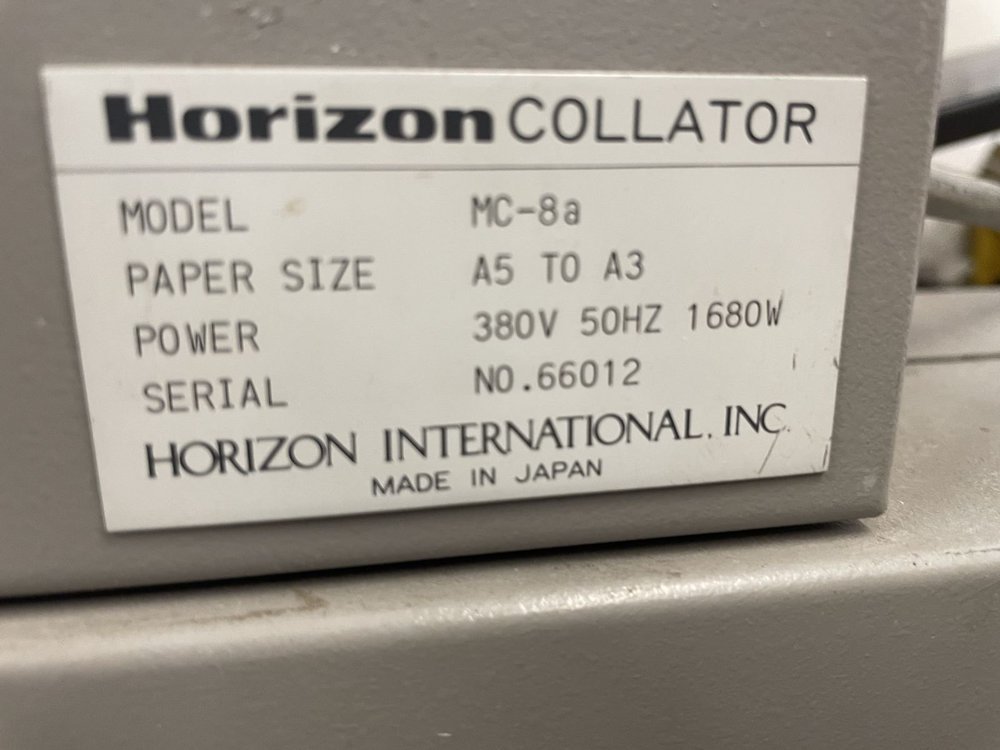 Horizon COLLATOR
MODEL MC-8a
PAPER SIZE A5 TO A3
POWER 380V 50HZ 1680W
SERIAL NO.66012
HORIZON INTERNATIONAL. INC.
MADE IN JAPAN